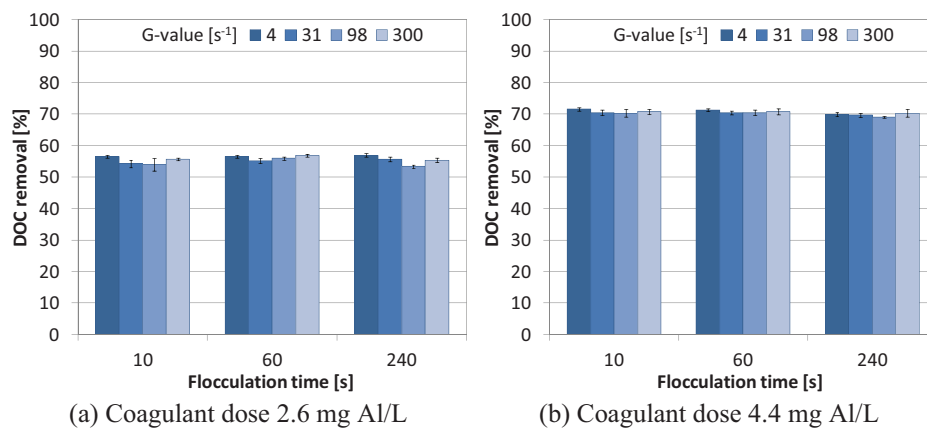 100
90
80
70
60
50
40
30
20
10
0
DOC removal [%]
G-value [s⁻¹] 4 31 98 300
10 60 240
Flocculation time [s]
(a) Coagulant dose 2.6 mg Al/L
100
90
80
70
60
50
40
30
20
10
0
DOC removal [%]
G-value [s⁻¹] 4 31 98 300
10 60 240
Flocculation time [s]
(b) Coagulant dose 4.4 mg Al/L